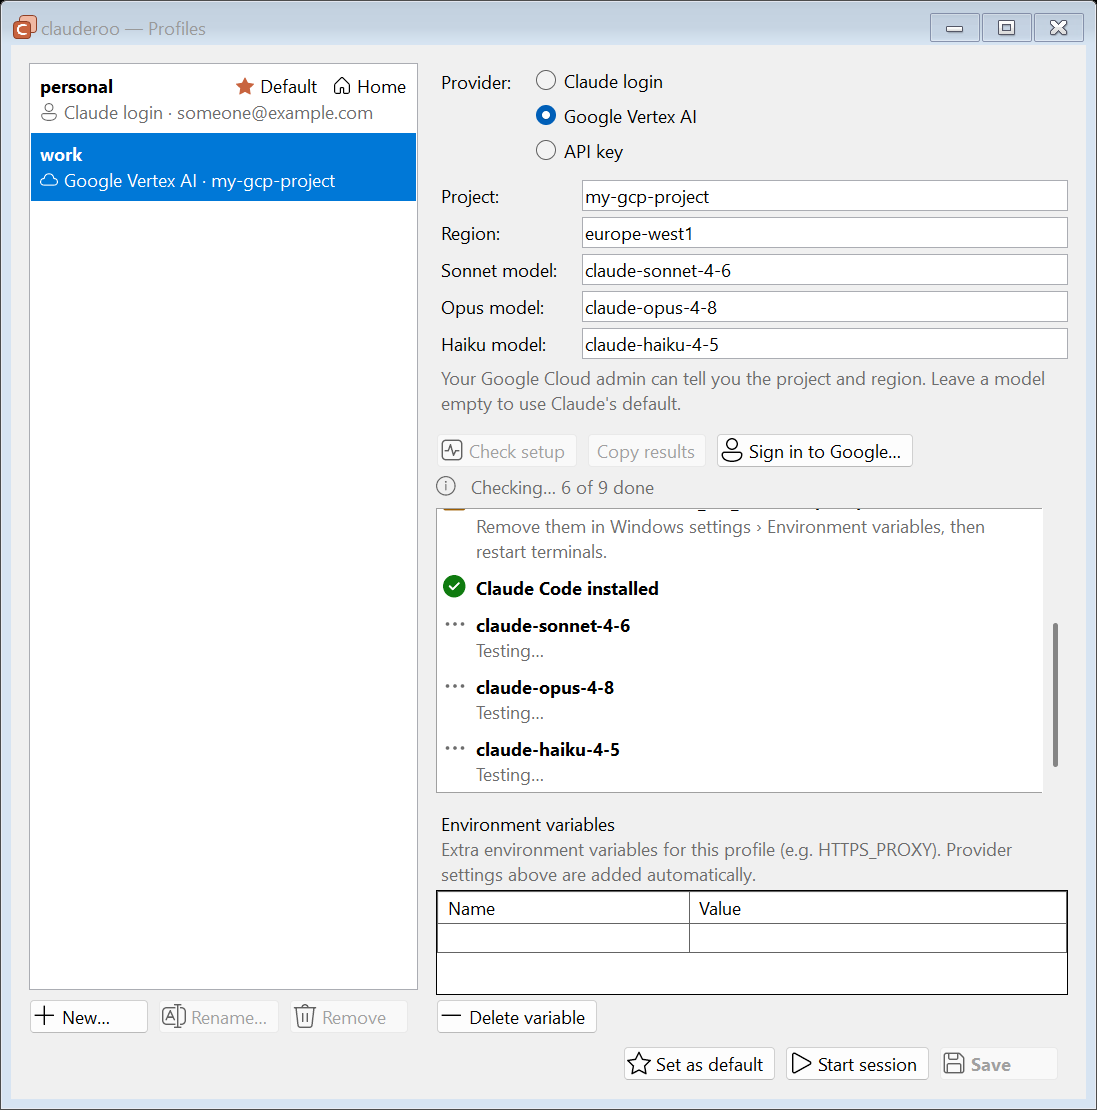 clauderoo — Profiles
personal Default Home
Claude login · someone@example.com
work
Google Vertex AI · my-gcp-project
Provider: Claude login
Google Vertex AI
API key
Project: my-gcp-project
Region: europe-west1
Sonnet model: claude-sonnet-4-6
Opus model: claude-opus-4-8
Haiku model: claude-haiku-4-5
Your Google Cloud admin can tell you the project and region. Leave a model
empty to use Claude's default.
Check setup Copy results Sign in to Google...
Checking... 6 of 9 done
Remove them in Windows settings › Environment variables, then
restart terminals.
Claude Code installed
claude-sonnet-4-6
Testing...
claude-opus-4-8
Testing...
claude-haiku-4-5
Testing...
Environment variables
Extra environment variables for this profile (e.g. HTTPS_PROXY). Provider
settings above are added automatically.
Name Value
New... Rename... Remove Delete variable
Set as default Start session Save